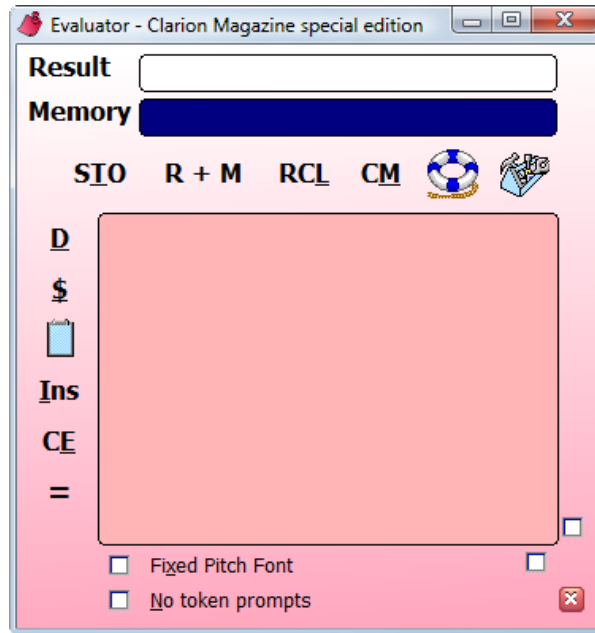 Evaluator - Clarion Magazine special edition
Result
Memory
STO R + M RCL CM
D
$
Ins
CE
=
Fixed Pitch Font
No token prompts